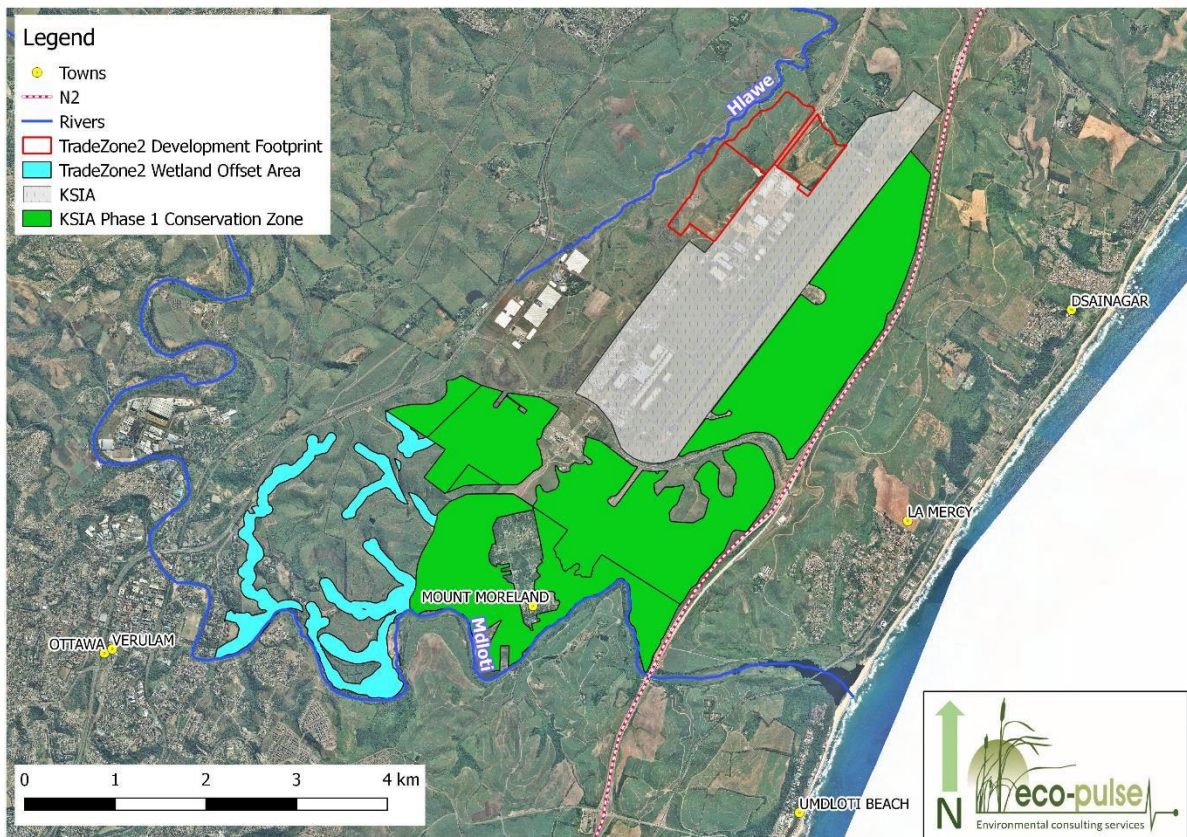 Legend
Towns
N2
Rivers
TradeZone2 Development Footprint
TradeZone2 Wetland Offset Area
KSIA
KSIA Phase 1 Conservation Zone
Hlawe
DSAINAGAR
LA MERCY
MOUNT MORELAND
Mdloti
OTTAWA
VERULAM
UMDLOTI BEACH
0 1 2 3 4 km
N
eco-pulse
Environmental consulting services